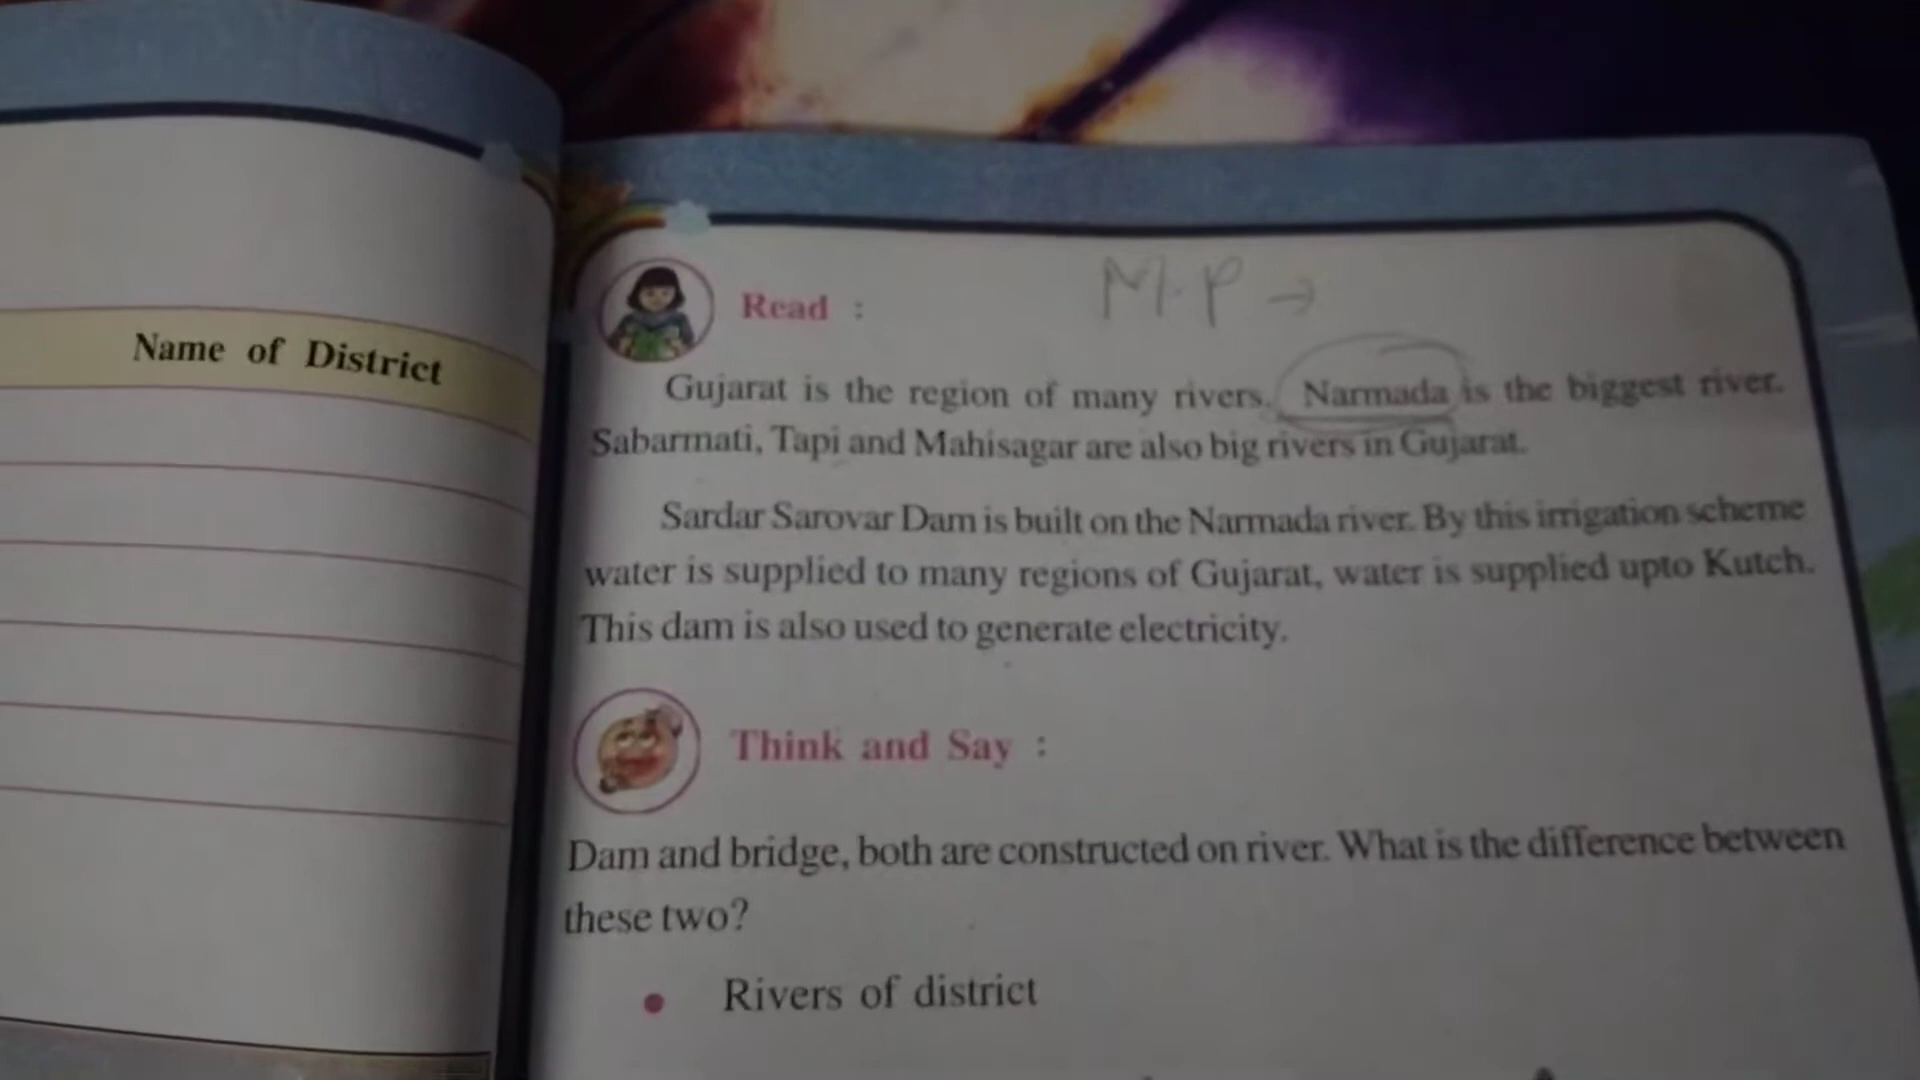 Name of District
M.P →
Read :
Gujarat is the region of many rivers. Narmada is the biggest river.
Sabarmati, Tapi and Mahisagar are also big rivers in Gujarat.
Sardar Sarovar Dam is built on the Narmada river. By this irrigation scheme
water is supplied to many regions of Gujarat, water is supplied upto Kutch.
This dam is also used to generate electricity.
Think and Say :
Dam and bridge, both are constructed on river. What is the difference between
these two?
• Rivers of district